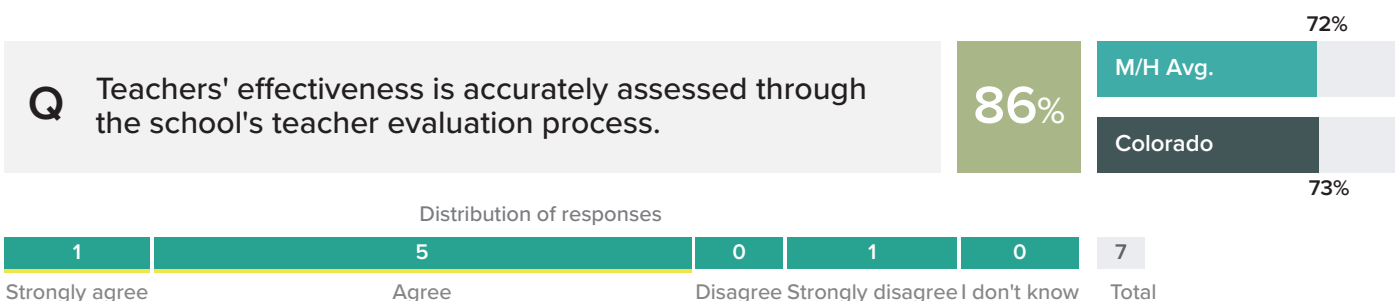 72%
Q
Teachers' effectiveness is accurately assessed through
the school's teacher evaluation process.
86%
M/H Avg.
Colorado
73%
Distribution of responses
1 5 0 1 0 7
Strongly agree Agree Disagree Strongly disagree I don't know Total